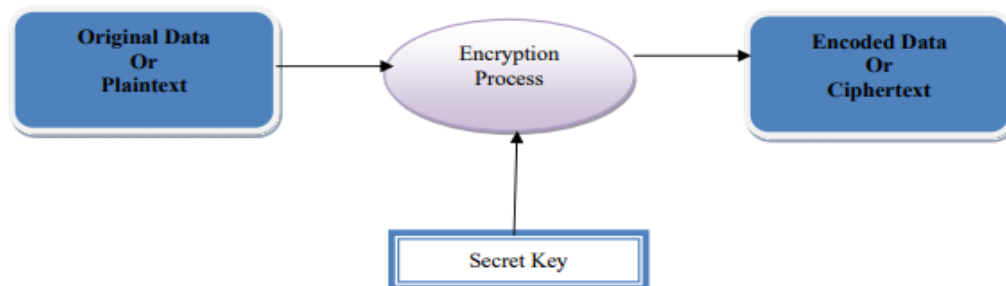 Original Data
Or
Plaintext
Encryption
Process
Encoded Data
Or
Ciphertext
Secret Key